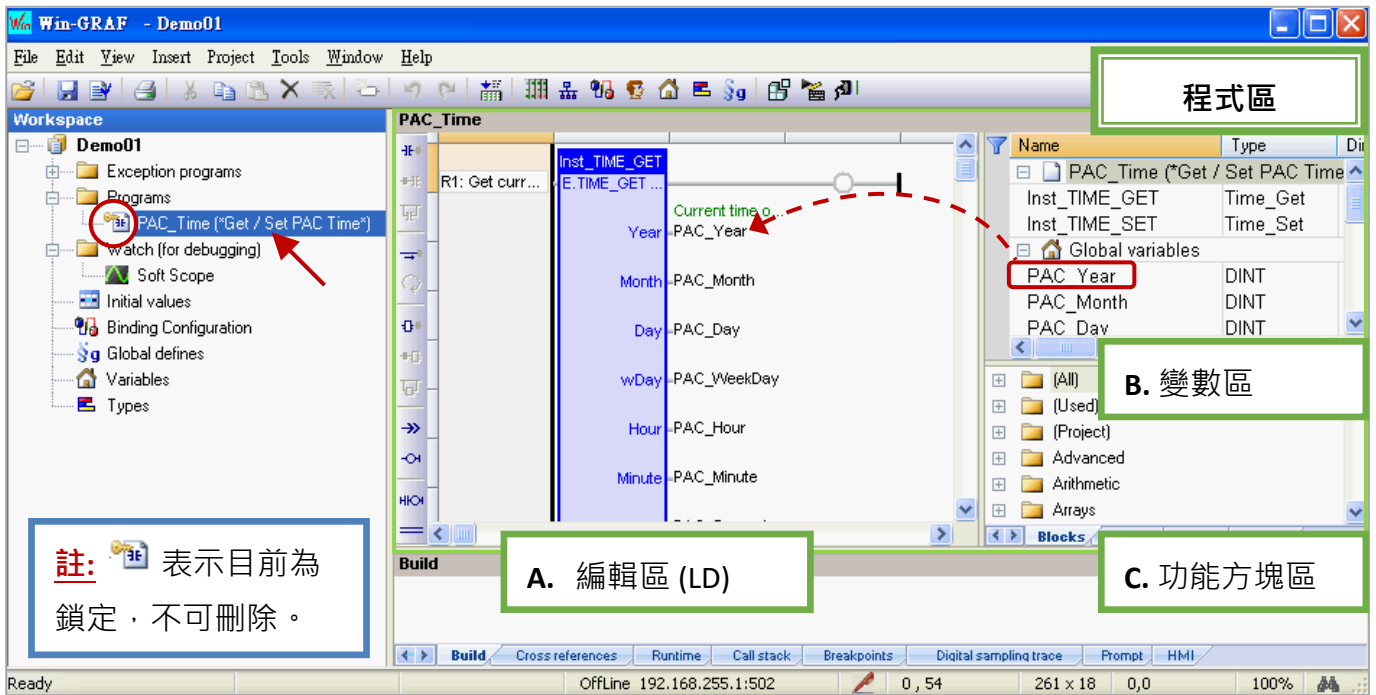 Win-GRAF - Demo01
File Edit View Insert Project Tools Window Help
程式區
Workspace
Demo01
Exception programs
Programs
PAC_Time (*Get / Set PAC Time*)
Watch (for debugging)
Soft Scope
Initial values
Binding Configuration
Global defines
Variables
Types
註: 表示目前為
鎖定，不可刪除。
PAC_Time
R1: Get curr...
Inst_TIME_GET
E.TIME_GET ...
Current time o...
Year PAC_Year
Month PAC_Month
Day PAC_Day
wDay PAC_WeekDay
Hour PAC_Hour
Minute PAC_Minute
A. 編輯區 (LD)
Name Type Dir
PAC_Time (*Get / Set PAC Time
Inst_TIME_GET Time_Get
Inst_TIME_SET Time_Set
Global variables
PAC_Year DINT
PAC_Month DINT
PAC_Day DINT
B. 變數區
(All)
(Used)
(Project)
Advanced
Arithmetic
Arrays
Blocks
C. 功能方塊區
Build
Build Cross references Runtime Call stack Breakpoints Digital sampling trace Prompt HMI
Ready OffLine 192.168.255.1:502 0 , 54 261 x 18 0,0 100%